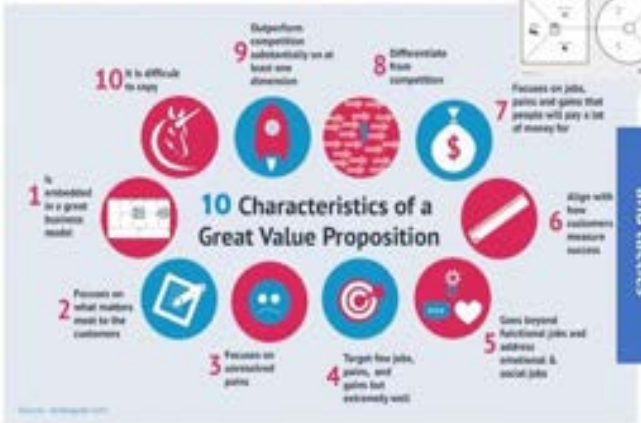 10 Characteristics of a
Great Value Proposition
1
Is
embedded
in a great
business
model
2
Focuses on
what matters
most to the
customers
3
Focuses on
unresolved
pains
4
Target few jobs,
pains, and
gains but
extremely well
5
Goes beyond
functional jobs and
address
emotional &
social jobs
6
Align with
how
customers
measure
success
7
Focuses on jobs,
pains and gains that
people will pay a lot
of money for
8
Differentiate
from
competition
9
Outperform
competition
substantially on at
least one
dimension
10
It is difficult
to copy
$